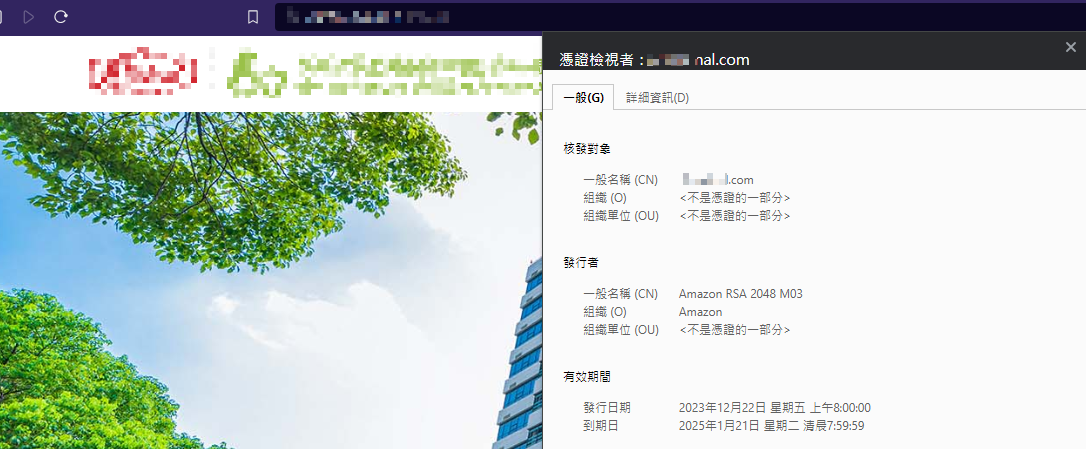 憑證檢視者：nal.com
一般(G) 詳細資訊(D)
核發對象
一般名稱 (CN) .com
組織 (O) <不是憑證的一部分>
組織單位 (OU) <不是憑證的一部分>
發行者
一般名稱 (CN) Amazon RSA 2048 M03
組織 (O) Amazon
組織單位 (OU) <不是憑證的一部分>
有效期間
發行日期 2023年12月22日 星期五 上午8:00:00
到期日 2025年1月21日 星期二 清晨7:59:59